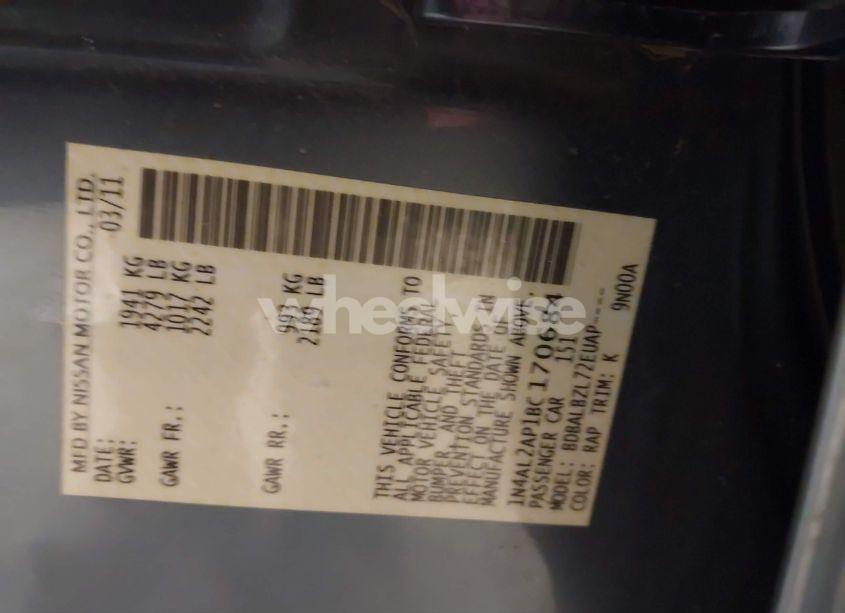 MFD BY NISSAN MOTOR CO., LTD.
DATE: 03/11
GVWR: 1941 KG
4279 LB
GAWR FR.: 1017 KG
2242 LB
GAWR RR.: 993 KG
2189 LB
THIS VEHICLE CONFORMS TO
ALL APPLICABLE FEDERAL
MOTOR VEHICLE SAFETY,
BUMPER, AND THEFT
PREVENTION STANDARDS IN
EFFECT ON THE DATE OF
MANUFACTURE SHOWN ABOVE
1N4AL2AP1BC170684
PASSENGER CAR 151
MODEL: BDBALBZL72EUAP----
COLOR: RAP TRIM: K 9N00A
wheelwise